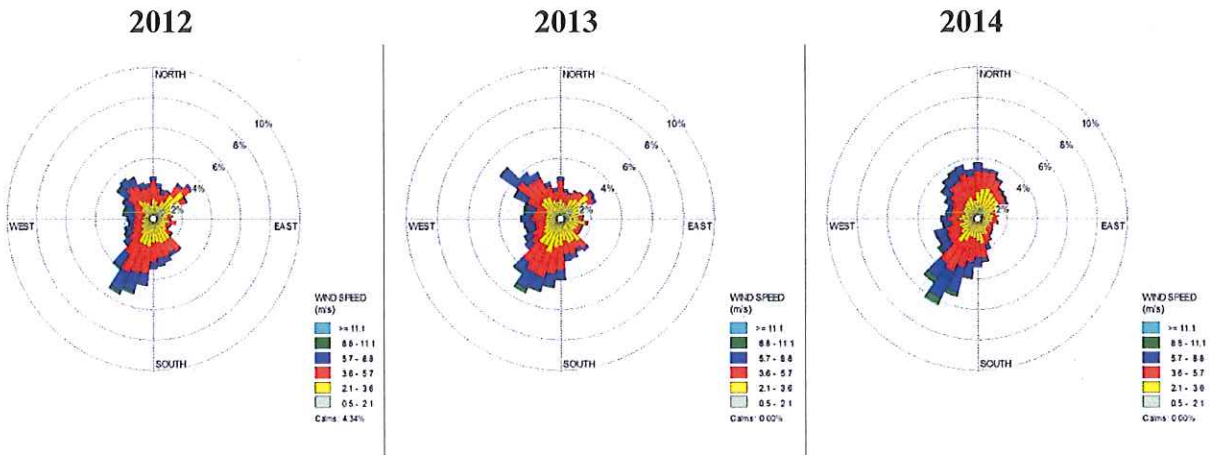 2012
NORTH
10%
8%
6%
4%
2%
WEST
EAST
WIND SPEED
(m/s)
>= 11.1
8.8 - 11.1
5.7 - 8.8
3.6 - 5.7
2.1 - 3.6
0.5 - 2.1
SOUTH
Calms: 4.34%
2013
NORTH
10%
8%
6%
4%
2%
WEST
EAST
WIND SPEED
(m/s)
>= 11.1
8.8 - 11.1
5.7 - 8.8
3.6 - 5.7
2.1 - 3.6
0.5 - 2.1
SOUTH
Calms: 0.00%
2014
NORTH
10%
8%
6%
4%
2%
WEST
EAST
WIND SPEED
(m/s)
>= 11.1
8.8 - 11.1
5.7 - 8.8
3.6 - 5.7
2.1 - 3.6
0.5 - 2.1
SOUTH
Calms: 0.00%